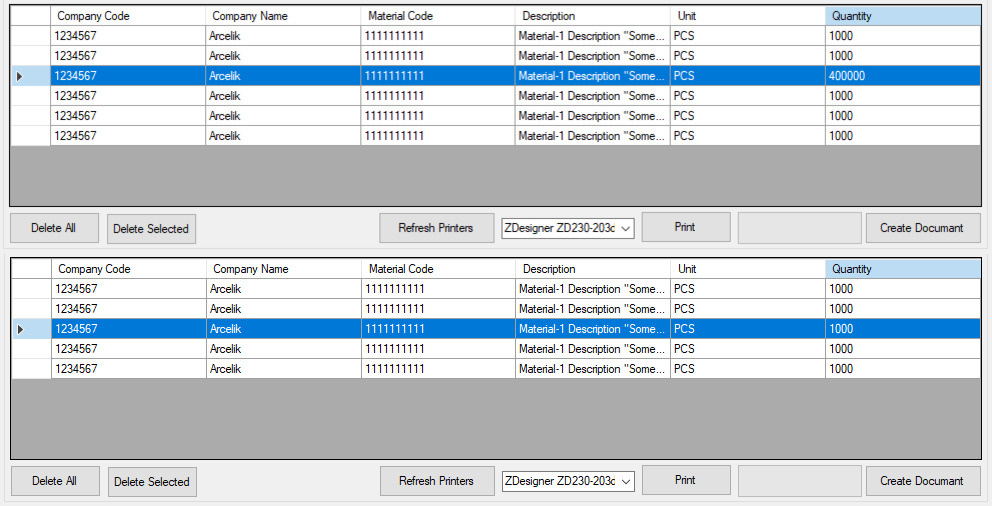 Company Code Company Name Material Code Description Unit Quantity
1234567 Arcelik 1111111111 Material-1 Description "Some... PCS 1000
1234567 Arcelik 1111111111 Material-1 Description "Some... PCS 1000
1234567 Arcelik 1111111111 Material-1 Description "Some... PCS 400000
1234567 Arcelik 1111111111 Material-1 Description "Some... PCS 1000
1234567 Arcelik 1111111111 Material-1 Description "Some... PCS 1000
1234567 Arcelik 1111111111 Material-1 Description "Some... PCS 1000
Delete All Delete Selected Refresh Printers ZDesigner ZD230-203d Print Create Documant
Company Code Company Name Material Code Description Unit Quantity
1234567 Arcelik 1111111111 Material-1 Description "Some... PCS 1000
1234567 Arcelik 1111111111 Material-1 Description "Some... PCS 1000
1234567 Arcelik 1111111111 Material-1 Description "Some... PCS 1000
1234567 Arcelik 1111111111 Material-1 Description "Some... PCS 1000
1234567 Arcelik 1111111111 Material-1 Description "Some... PCS 1000
Delete All Delete Selected Refresh Printers ZDesigner ZD230-203d Print Create Documant